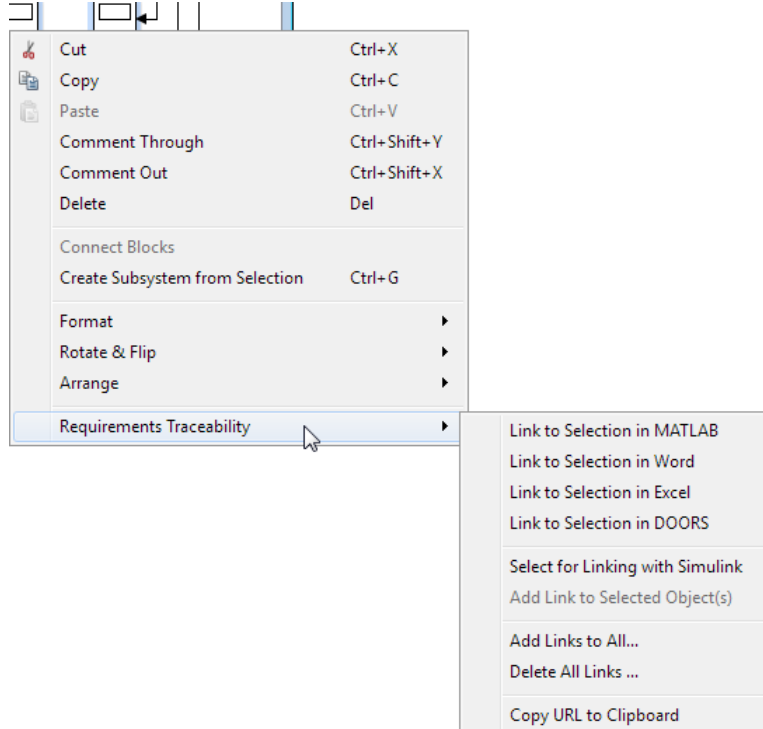 Cut Ctrl+X
Copy Ctrl+C
Paste Ctrl+V
Comment Through Ctrl+Shift+Y
Comment Out Ctrl+Shift+X
Delete Del
Connect Blocks
Create Subsystem from Selection Ctrl+G
Format
Rotate & Flip
Arrange
Requirements Traceability
Link to Selection in MATLAB
Link to Selection in Word
Link to Selection in Excel
Link to Selection in DOORS
Select for Linking with Simulink
Add Link to Selected Object(s)
Add Links to All...
Delete All Links ...
Copy URL to Clipboard